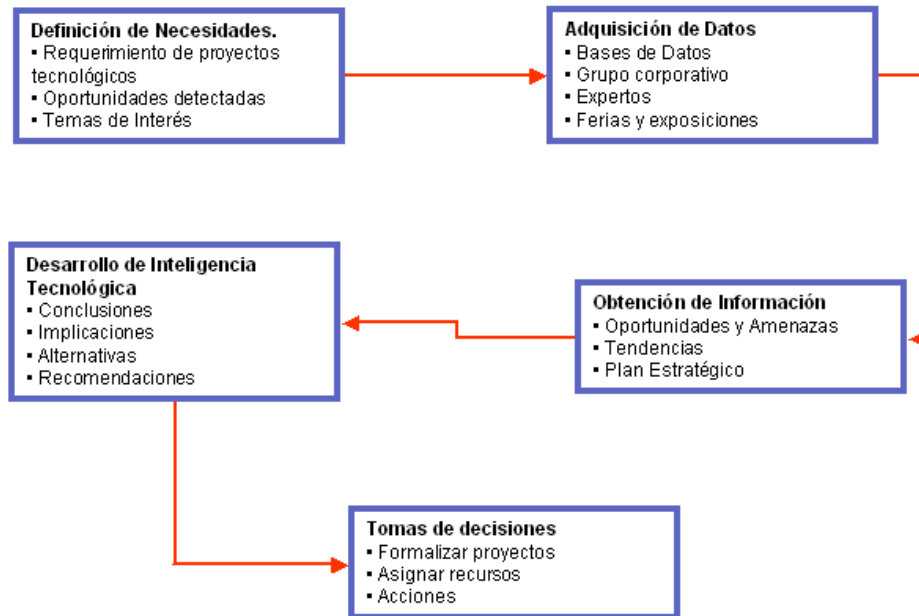 Definición de Necesidades.
▪ Requerimiento de proyectos
tecnológicos
▪ Oportunidades detectadas
▪ Temas de Interés
Adquisición de Datos
▪ Bases de Datos
▪ Grupo corporativo
▪ Expertos
▪ Ferias y exposiciones
Obtención de Información
▪ Oportunidades y Amenazas
▪ Tendencias
▪ Plan Estratégico
Desarrollo de Inteligencia
Tecnológica
▪ Conclusiones
▪ Implicaciones
▪ Alternativas
▪ Recomendaciones
Tomas de decisiones
▪ Formalizar proyectos
▪ Asignar recursos
▪ Acciones